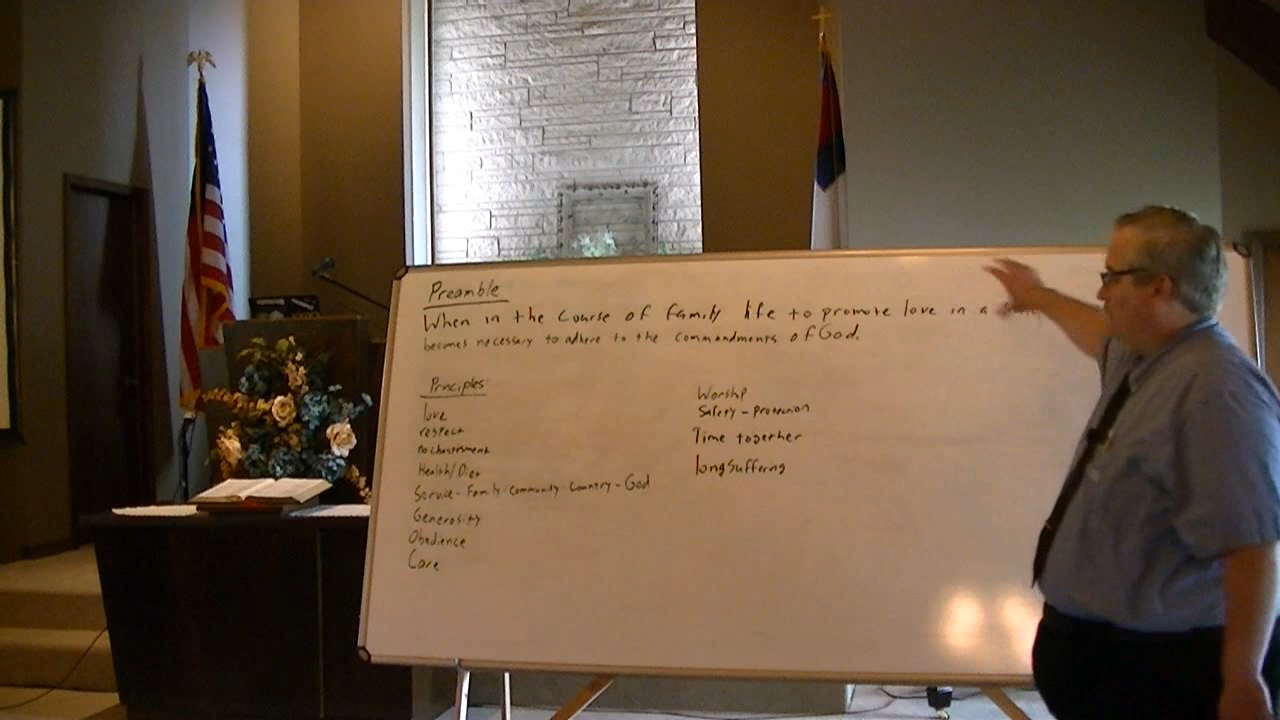 Preamble
When in the course of family life to promote love in a
becomes necessary to adhere to the commandments of God.
Principles
love
respect
no chastisment
Health/Diet
Service - Family - community - Country - God
Generosity
Obedience
Care
Worship
Safety - Protection
Time together
longsuffering